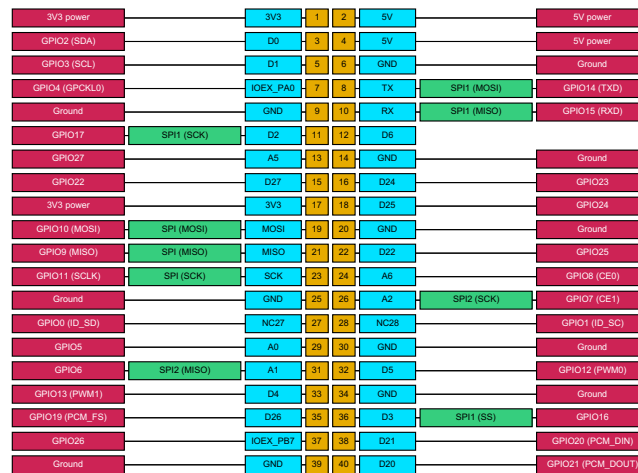 3V3 power 3V3 1 2 5V 5V power
GPIO2 (SDA) D0 3 4 5V 5V power
GPIO3 (SCL) D1 5 6 GND Ground
GPIO4 (GPCKL0) IOEX_PA0 7 8 TX SPI1 (MOSI) GPIO14 (TXD)
Ground GND 9 10 RX SPI1 (MISO) GPIO15 (RXD)
GPIO17 SPI1 (SCK) D2 11 12 D6
GPIO27 A5 13 14 GND Ground
GPIO22 D27 15 16 D24 GPIO23
3V3 power 3V3 17 18 D25 GPIO24
GPIO10 (MOSI) SPI (MOSI) MOSI 19 20 GND Ground
GPIO9 (MISO) SPI (MISO) MISO 21 22 D22 GPIO25
GPIO11 (SCLK) SPI (SCK) SCK 23 24 A6 GPIO8 (CE0)
Ground GND 25 26 A2 SPI2 (SCK) GPIO7 (CE1)
GPIO0 (ID_SD) NC27 27 28 NC28 GPIO1 (ID_SC)
GPIO5 A0 29 30 GND Ground
GPIO6 SPI2 (MISO) A1 31 32 D5 GPIO12 (PWM0)
GPIO13 (PWM1) D4 33 34 GND Ground
GPIO19 (PCM_FS) D26 35 36 D3 SPI1 (SS) GPIO16
GPIO26 IOEX_PB7 37 38 D21 GPIO20 (PCM_DIN)
Ground GND 39 40 D20 GPIO21 (PCM_DOUT)